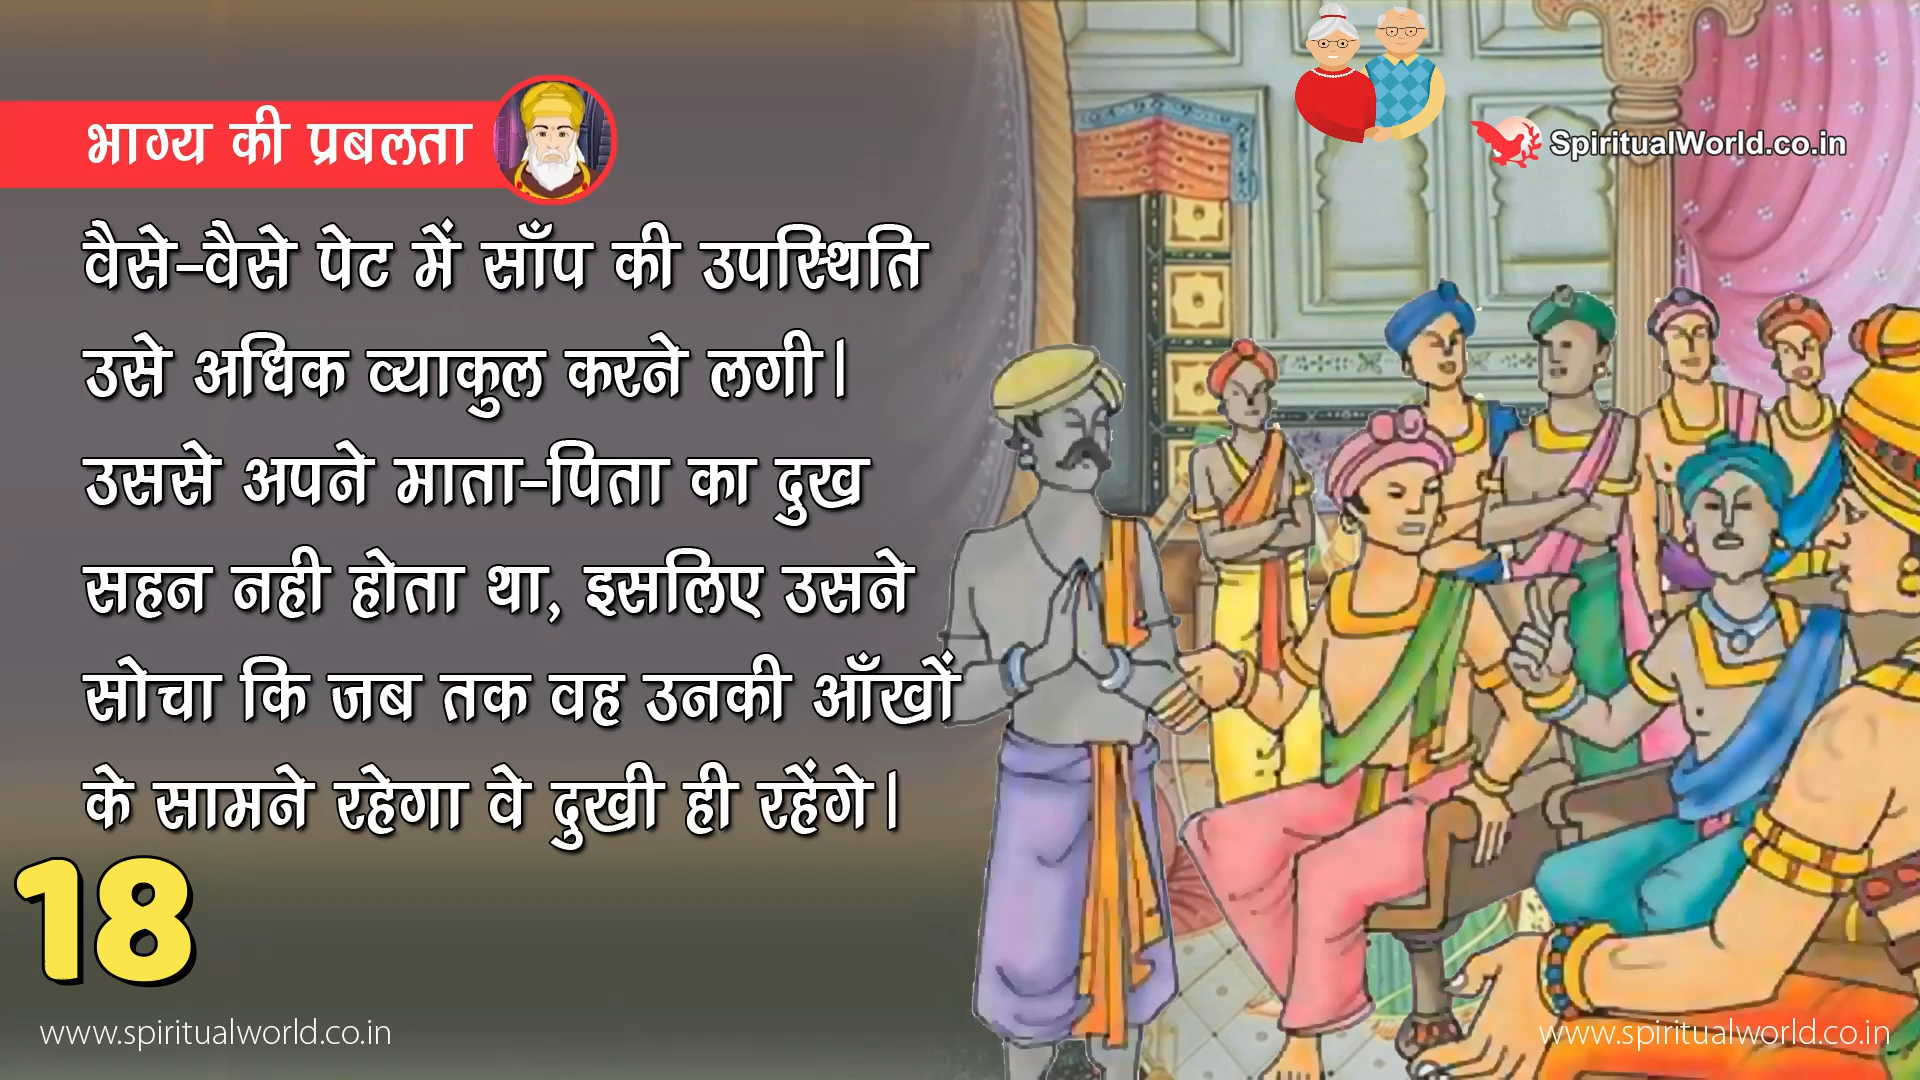 भाग्य की प्रबलता
SpiritualWorld.co.in
वैसे-वैसे पेट में साँप की उपस्थिति
उसे अधिक व्याकुल करने लगी।
उससे अपने माता-पिता का दुख
सहन नही होता था, इसलिए उसने
सोचा कि जब तक वह उनकी आँखों
के सामने रहेगा वे दुखी ही रहेंगे।
18
www.spiritualworld.co.in
www.spiritualworld.co.in